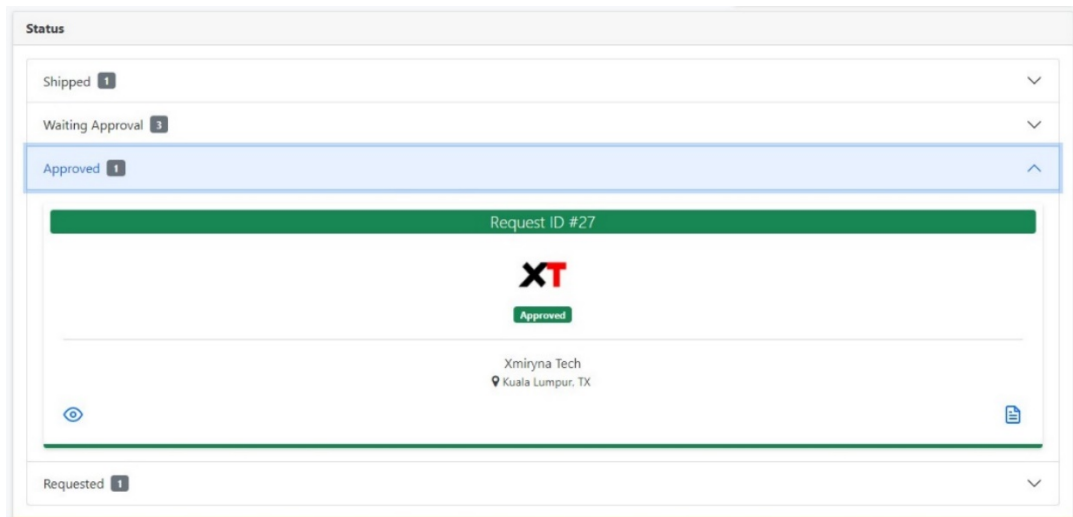 Status
Shipped 1
Waiting Approval 3
Approved 1
Request ID #27
XT
Approved
Xmiryna Tech
Kuala Lumpur, TX
Requested 1